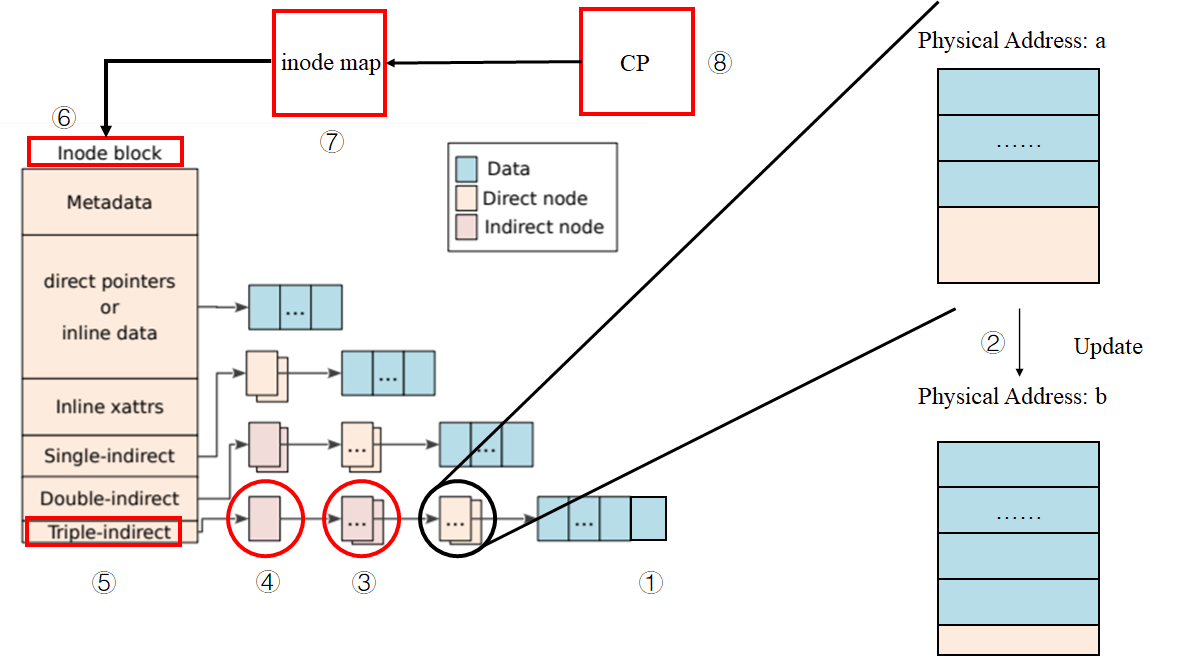 Physical Address: a
inode map
CP
⑧
⑥
⑦
......
Inode block
Data
Direct node
Indirect node
Metadata
direct pointers
or
inline data
...
②
Update
Physical Address: b
...
Inline xattrs
Single-indirect
...
...
Double-indirect
......
Triple-indirect
...
...
...
⑤
④
③
①